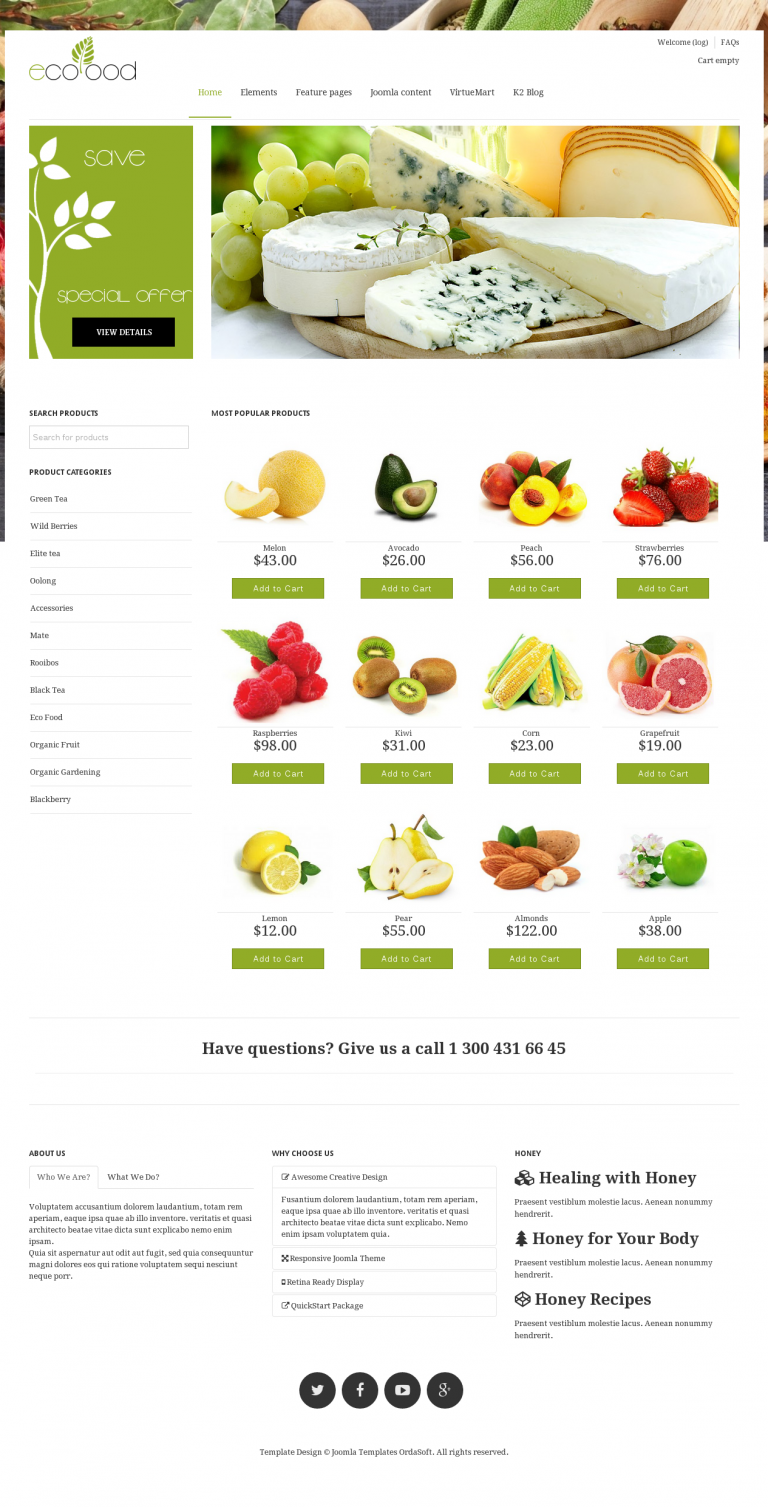 ecofood
Welcome (log)
FAQs
Cart empty
Home
Elements
Feature pages
Joomla content
VirtueMart
K2 Blog
save
special offer
VIEW DETAILS
SEARCH PRODUCTS
Search for products
PRODUCT CATEGORIES
Green Tea
Wild Berries
Elite tea
Oolong
Accessories
Mate
Rooibos
Black Tea
Eco Food
Organic Fruit
Organic Gardening
Blackberry
MOST POPULAR PRODUCTS
Melon
$43.00
Add to Cart
Avocado
$26.00
Add to Cart
Peach
$56.00
Add to Cart
Strawberries
$76.00
Add to Cart
Raspberries
$98.00
Add to Cart
Kiwi
$31.00
Add to Cart
Corn
$23.00
Add to Cart
Grapefruit
$19.00
Add to Cart
Lemon
$12.00
Add to Cart
Pear
$55.00
Add to Cart
Almonds
$122.00
Add to Cart
Apple
$38.00
Add to Cart
Have questions? Give us a call 1 300 431 66 45
ABOUT US
Who We Are?
What We Do?
Voluptatem accusantium dolorem laudantium, totam rem
aperiam, eaque ipsa quae ab illo inventore. veritatis et quasi
architecto beatae vitae dicta sunt explicabo nemo enim
ipsam.
Quia sit aspernatur aut odit aut fugit, sed quia consequuntur
magni dolores eos qui ratione voluptatem sequi nesciunt
neque porr.
WHY CHOOSE US
Awesome Creative Design
Fusantium dolorem laudantium, totam rem aperiam,
eaque ipsa quae ab illo inventore. veritatis et quasi
architecto beatae vitae dicta sunt explicabo. Nemo
enim ipsam voluptatem quia.
Responsive Joomla Theme
Retina Ready Display
QuickStart Package
HONEY
Healing with Honey
Praesent vestiblum molestie lacus. Aenean nonummy
hendrerit.
Honey for Your Body
Praesent vestiblum molestie lacus. Aenean nonummy
hendrerit.
Honey Recipes
Praesent vestiblum molestie lacus. Aenean nonummy
hendrerit.
Template Design © Joomla Templates OrdaSoft. All rights reserved.